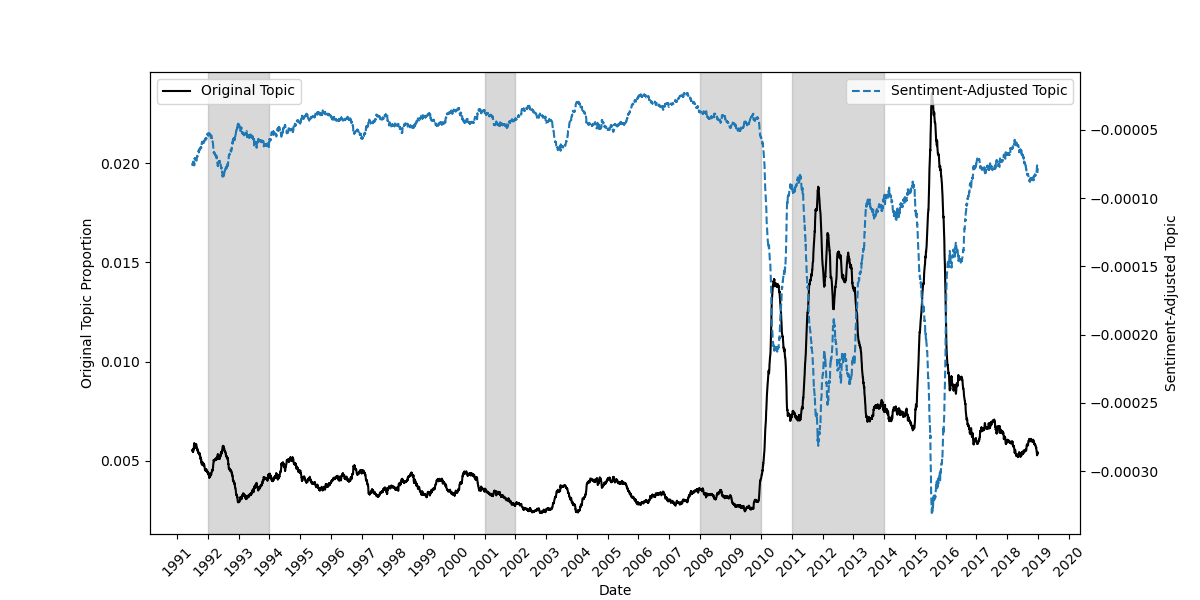 Original Topic
Sentiment-Adjusted Topic
0.020
0.015
0.010
0.005
Original Topic Proportion
−0.00005
−0.00010
−0.00015
−0.00020
−0.00025
−0.00030
Sentiment-Adjusted Topic
1991 1992 1993 1994 1995 1996 1997 1998 1999 2000 2001 2002 2003 2004 2005 2006 2007 2008 2009 2010 2011 2012 2013 2014 2015 2016 2017 2018 2019 2020
Date